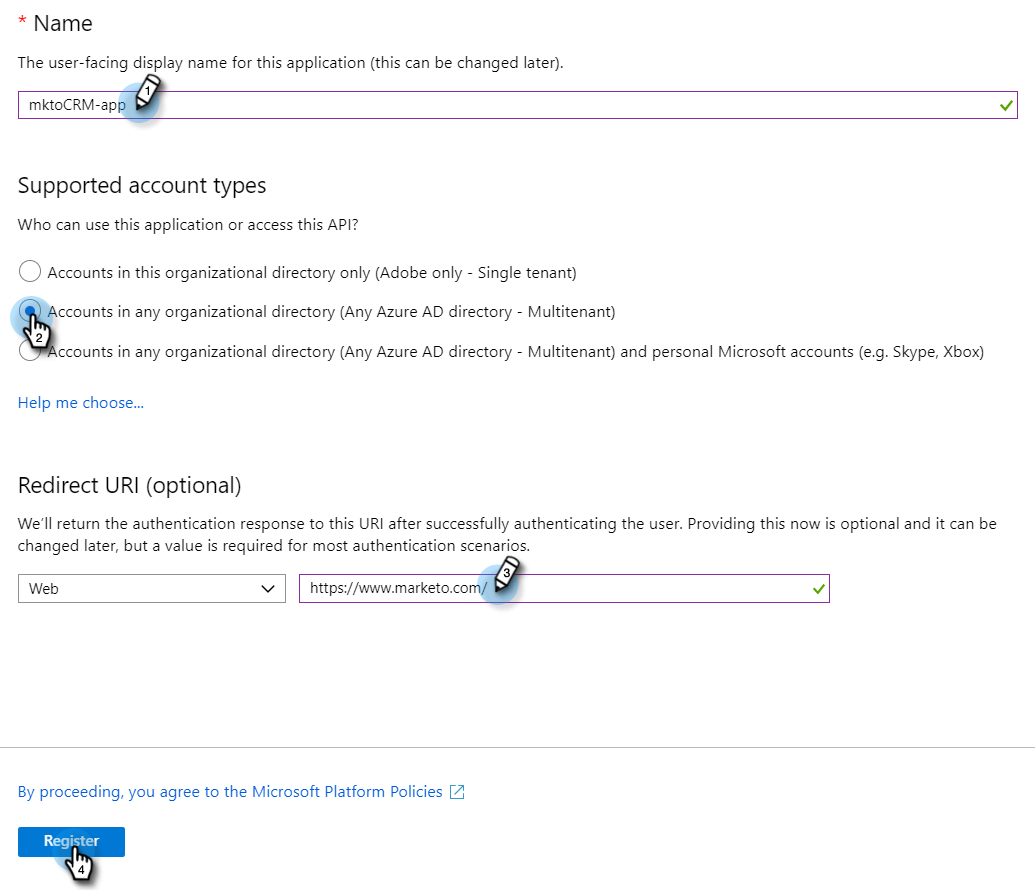 * Name
The user-facing display name for this application (this can be changed later).
1
mktoCRM-app
Supported account types
Who can use this application or access this API?
Accounts in this organizational directory only (Adobe only - Single tenant)
Accounts in any organizational directory (Any Azure AD directory - Multitenant)
2
Accounts in any organizational directory (Any Azure AD directory - Multitenant) and personal Microsoft accounts (e.g. Skype, Xbox)
Help me choose...
Redirect URI (optional)
We'll return the authentication response to this URI after successfully authenticating the user. Providing this now is optional and it can be
changed later, but a value is required for most authentication scenarios.
3
Web https://www.marketo.com/
By proceeding, you agree to the Microsoft Platform Policies
Register
4